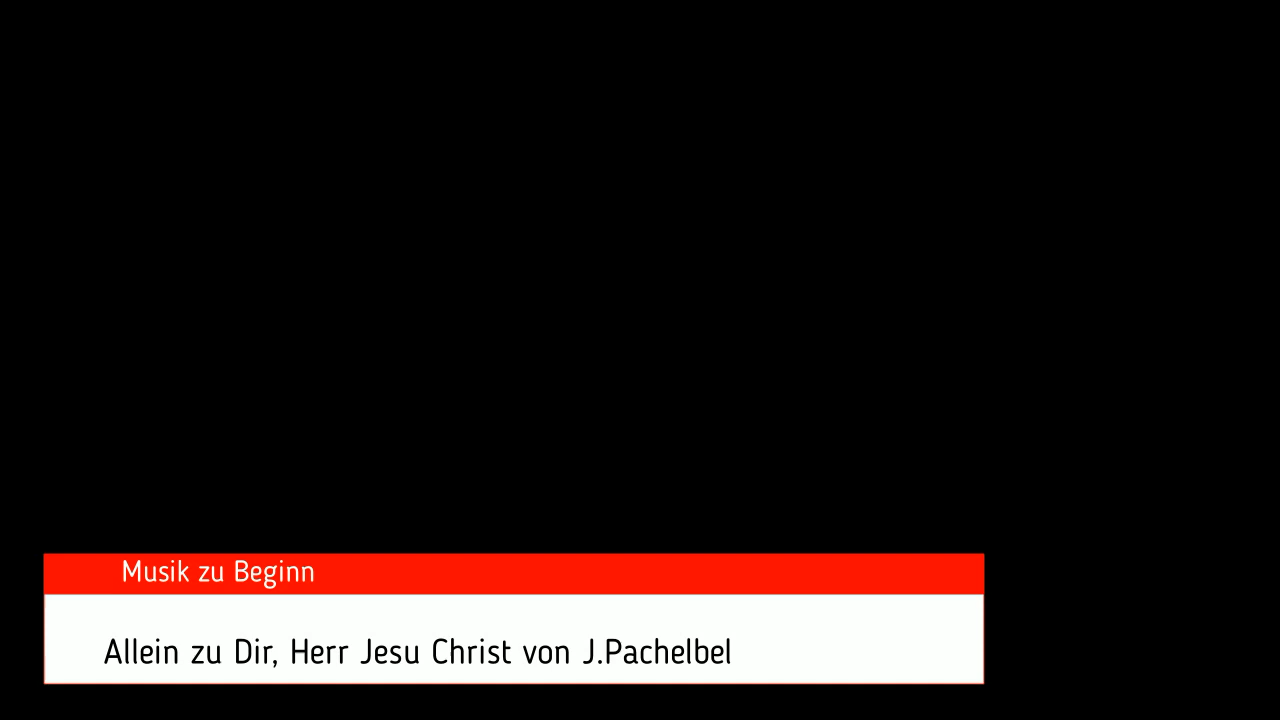 Musik zu Beginn
Allein zu Dir, Herr Jesu Christ von J.Pachelbel